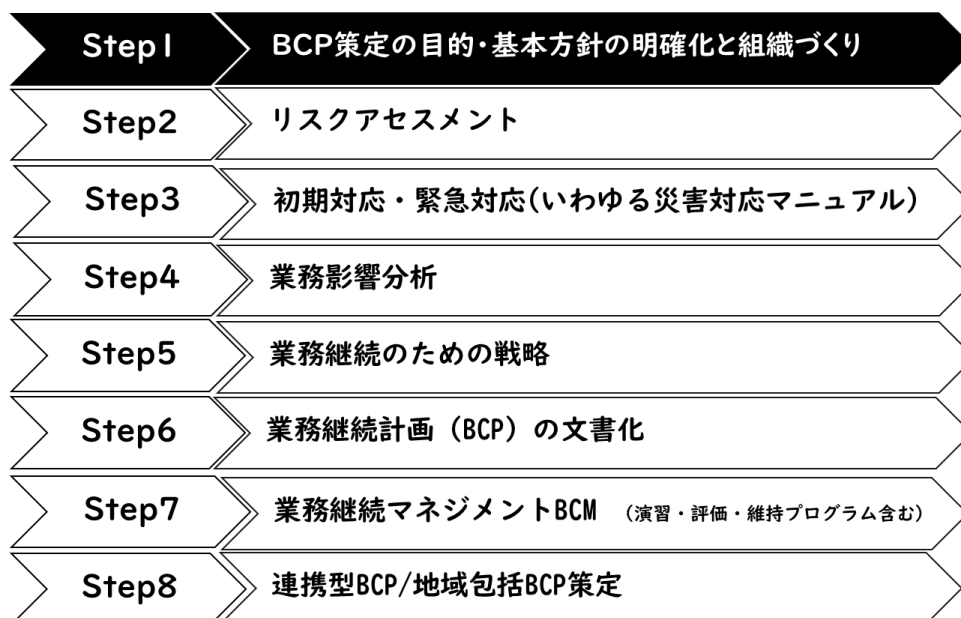 Step1 BCP策定の目的・基本方針の明確化と組織づくり
Step2 リスクアセスメント
Step3 初期対応・緊急対応(いわゆる災害対応マニュアル)
Step4 業務影響分析
Step5 業務継続のための戦略
Step6 業務継続計画（BCP）の文書化
Step7 業務継続マネジメントBCM （演習・評価・維持プログラム含む）
Step8 連携型BCP/地域包括BCP策定